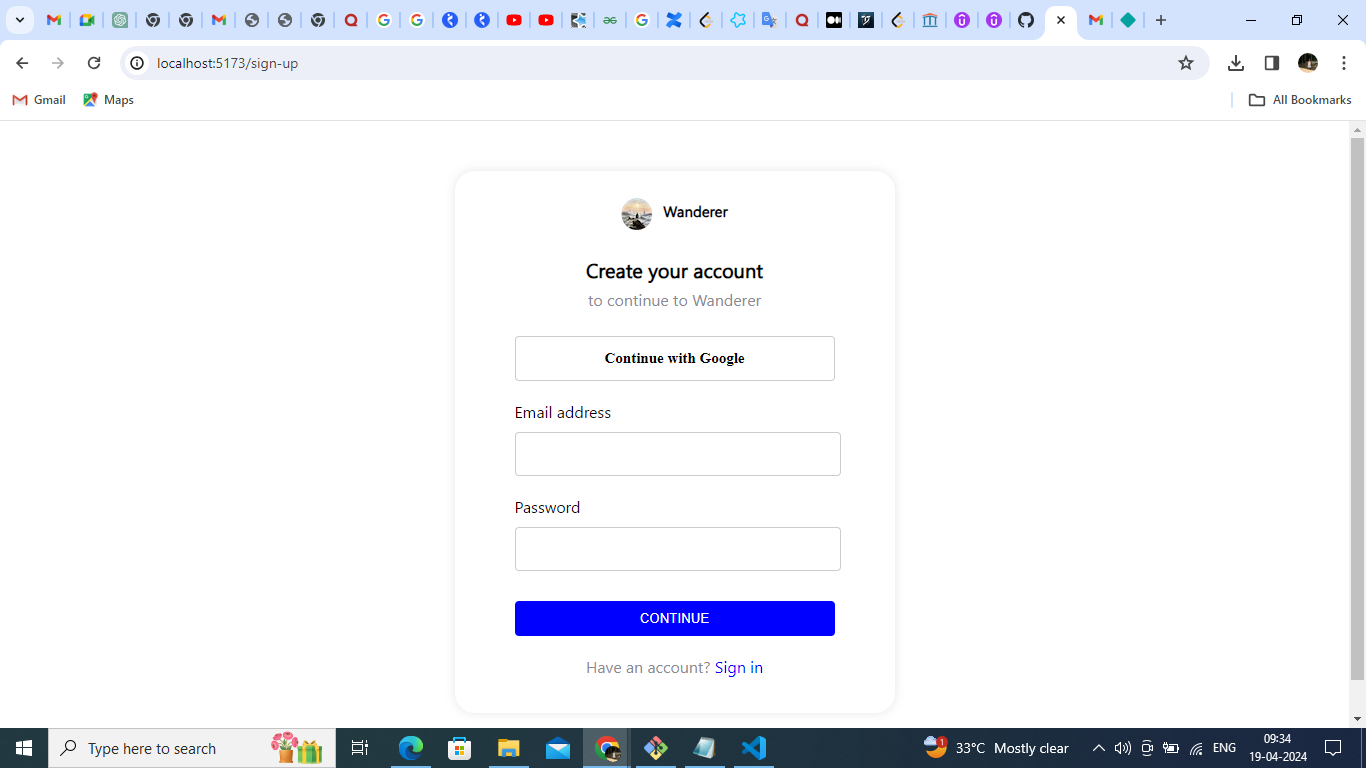 localhost:5173/sign-up
Gmail
Maps
All Bookmarks
Wanderer
Create your account
to continue to Wanderer
Continue with Google
Email address
Password
CONTINUE
Have an account? Sign in
Type here to search
1
33°C Mostly clear
ENG
09:34
19-04-2024